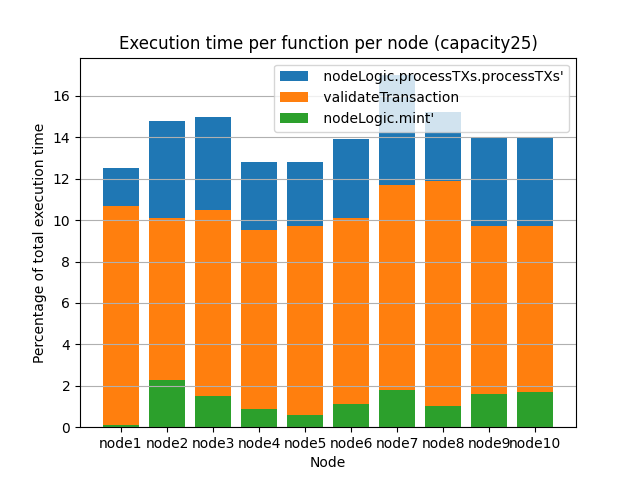 Execution time per function per node (capacity25)
nodeLogic.processTXs.processTXs'
validateTransaction
nodeLogic.mint'
Percentage of total execution time
16
14
12
10
8
6
4
2
0
node1 node2 node3 node4 node5 node6 node7 node8 node9 node10
Node